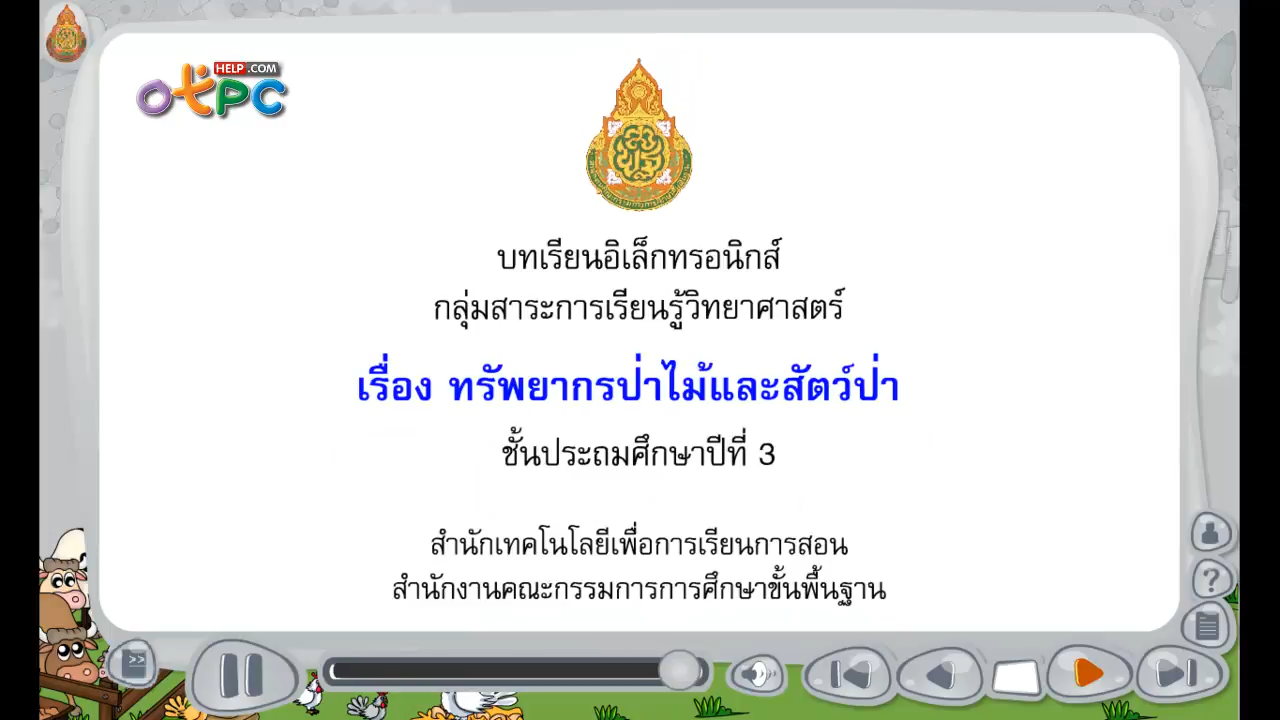 HELP.COM
OTPC
บทเรียนอิเล็กทรอนิกส์
กลุ่มสาระการเรียนรู้วิทยาศาสตร์
เรื่อง ทรัพยากรป่าไม้และสัตว์ป่า
ชั้นประถมศึกษาปีที่ 3
สำนักเทคโนโลยีเพื่อการเรียนการสอน
สำนักงานคณะกรรมการการศึกษาขั้นพื้นฐาน